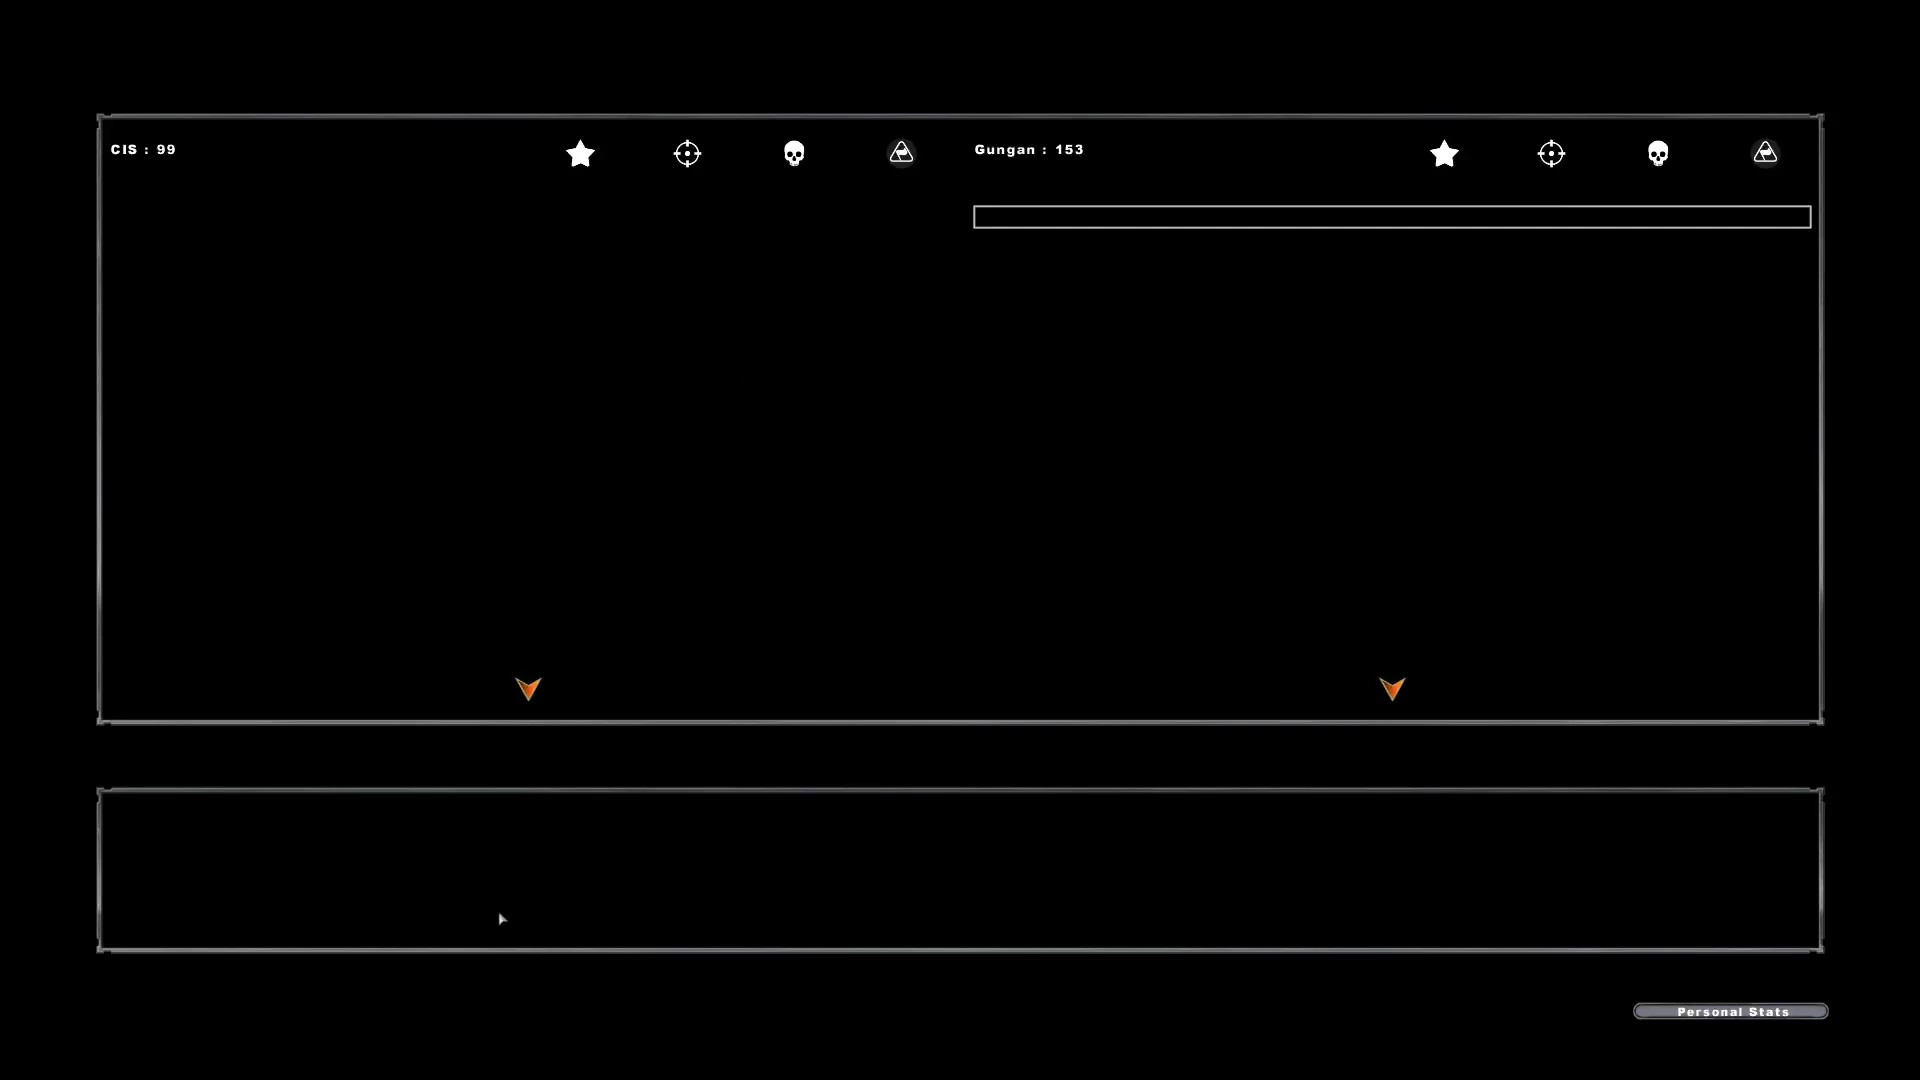 CIS : 99
Gungan : 153
Personal Stats